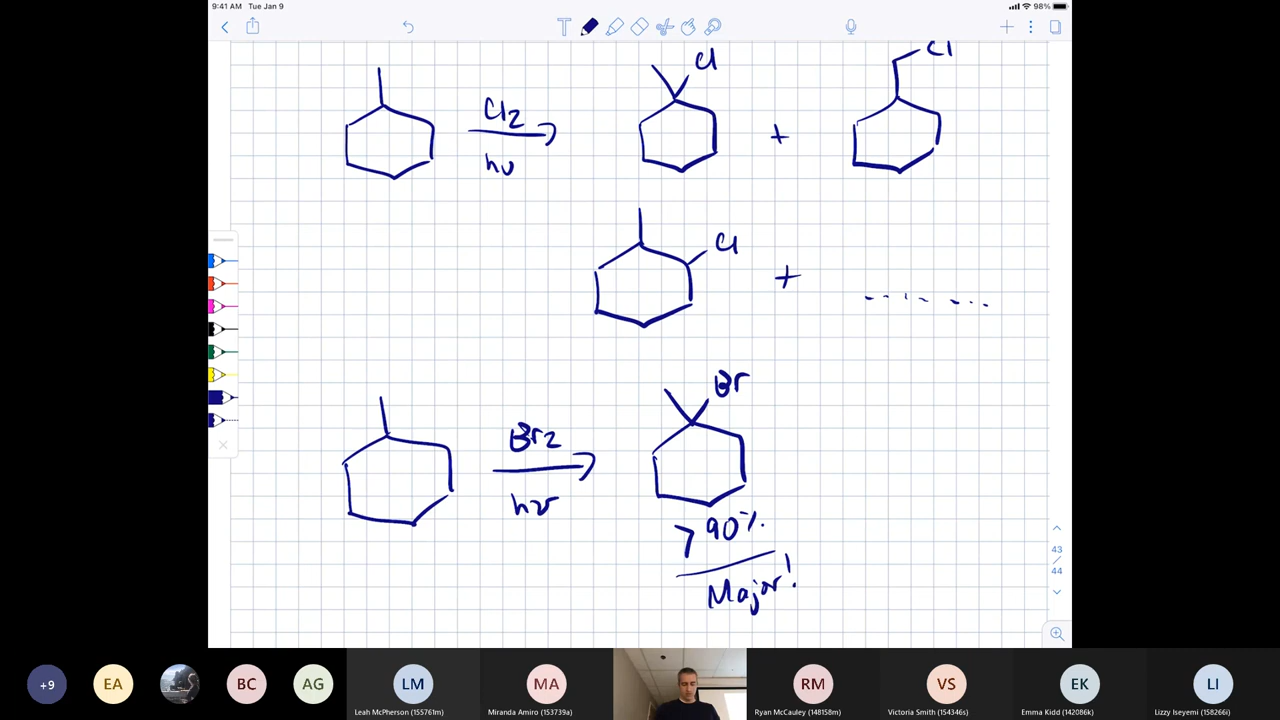 9:41 AM Tue Jan 9
98%
T
Cl
Cl
Cl2
hν
+
Cl
+
Br
Br2
hν
>90%
Major!
43
/
44
+9
EA
BC
AG
LM
MA
RM
VS
EK
LI
Leah McPherson (155761m)
Miranda Amiro (153739a)
Ryan McCauley (148158m)
Victoria Smith (154346s)
Emma Kidd (142086k)
Lizzy Iseyemi (158266i)